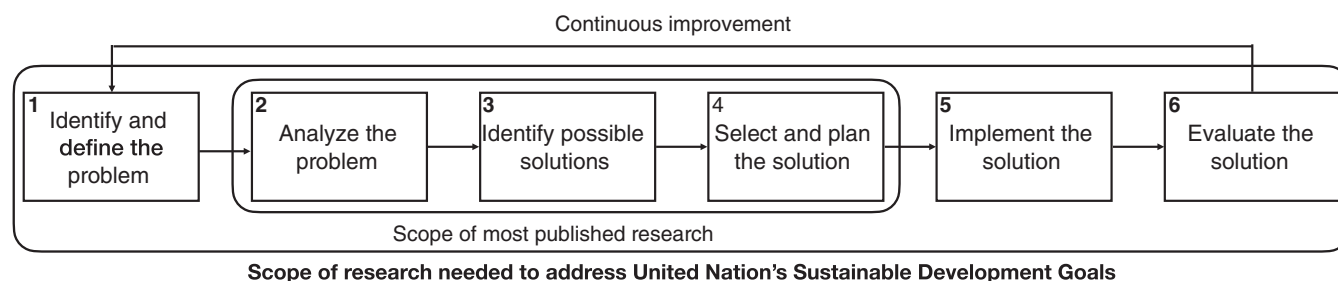 Continuous improvement
1
Identify and
define the
problem
2
Analyze the
problem
3
Identify possible
solutions
4
Select and plan
the solution
5
Implement the
solution
6
Evaluate the
solution
Scope of most published research
Scope of research needed to address United Nation's Sustainable Development Goals